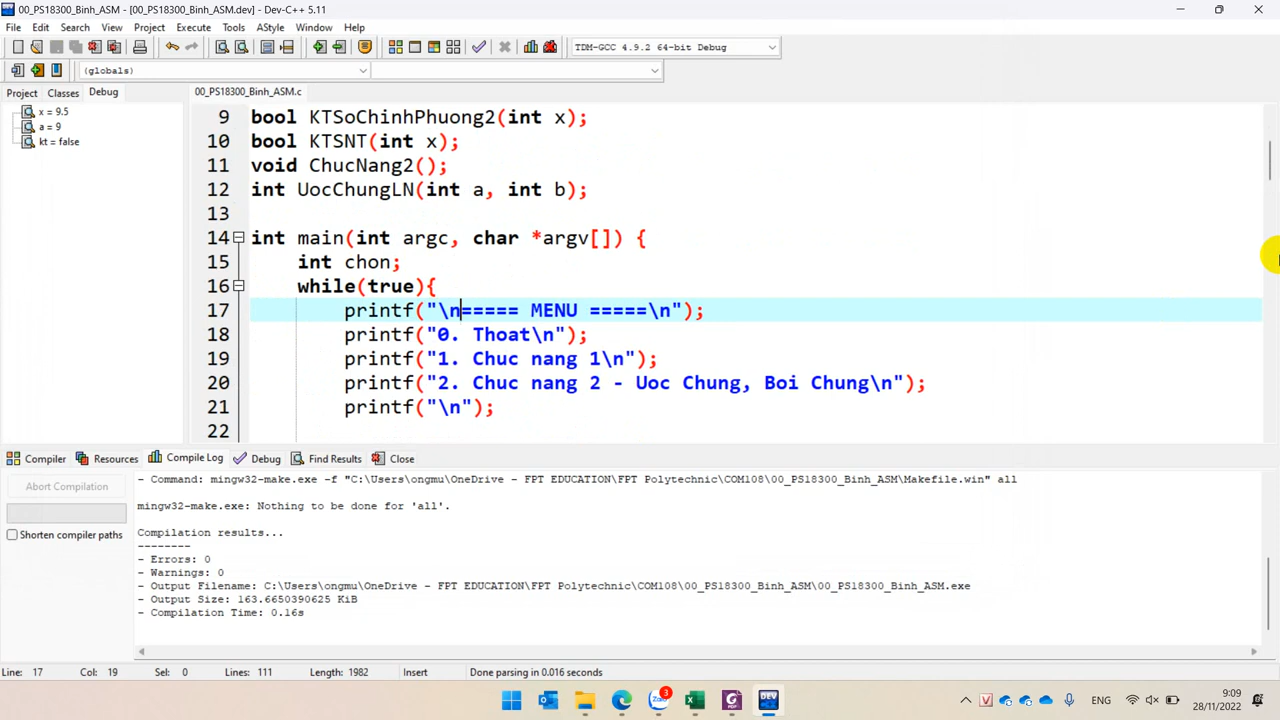 00_PS18300_Binh_ASM - [00_PS18300_Binh_ASM.dev] - Dev-C++ 5.11
File Edit Search View Project Execute Tools AStyle Window Help
TDM-GCC 4.9.2 64-bit Debug
(globals)
Project Classes Debug
00_PS18300_Binh_ASM.c
x = 9.5
a = 9
kt = false
9 bool KTSoChinhPhuong2(int x);
10 bool KTSNT(int x);
11 void ChucNang2();
12 int UocChungLN(int a, int b);
13
14 int main(int argc, char *argv[]) {
15 int chon;
16 while(true){
17 printf("\n===== MENU =====\n");
18 printf("0. Thoat\n");
19 printf("1. Chuc nang 1\n");
20 printf("2. Chuc nang 2 - Uoc Chung, Boi Chung\n");
21 printf("\n");
22
Compiler Resources Compile Log Debug Find Results Close
Abort Compilation
Shorten compiler paths
- Command: mingw32-make.exe -f "C:\Users\ongmu\OneDrive - FPT EDUCATION\FPT Polytechnic\COM108\00_PS18300_Binh_ASM\Makefile.win" all
mingw32-make.exe: Nothing to be done for 'all'.
Compilation results...
--------
- Errors: 0
- Warnings: 0
- Output Filename: C:\Users\ongmu\OneDrive - FPT EDUCATION\FPT Polytechnic\COM108\00_PS18300_Binh_ASM\00_PS18300_Binh_ASM.exe
- Output Size: 163.6650390625 KiB
- Compilation Time: 0.16s
Line: 17 Col: 19 Sel: 0 Lines: 111 Length: 1982 Insert Done parsing in 0.016 seconds
Zalo 3 PDF DEV V ENG 9:09
28/11/2022